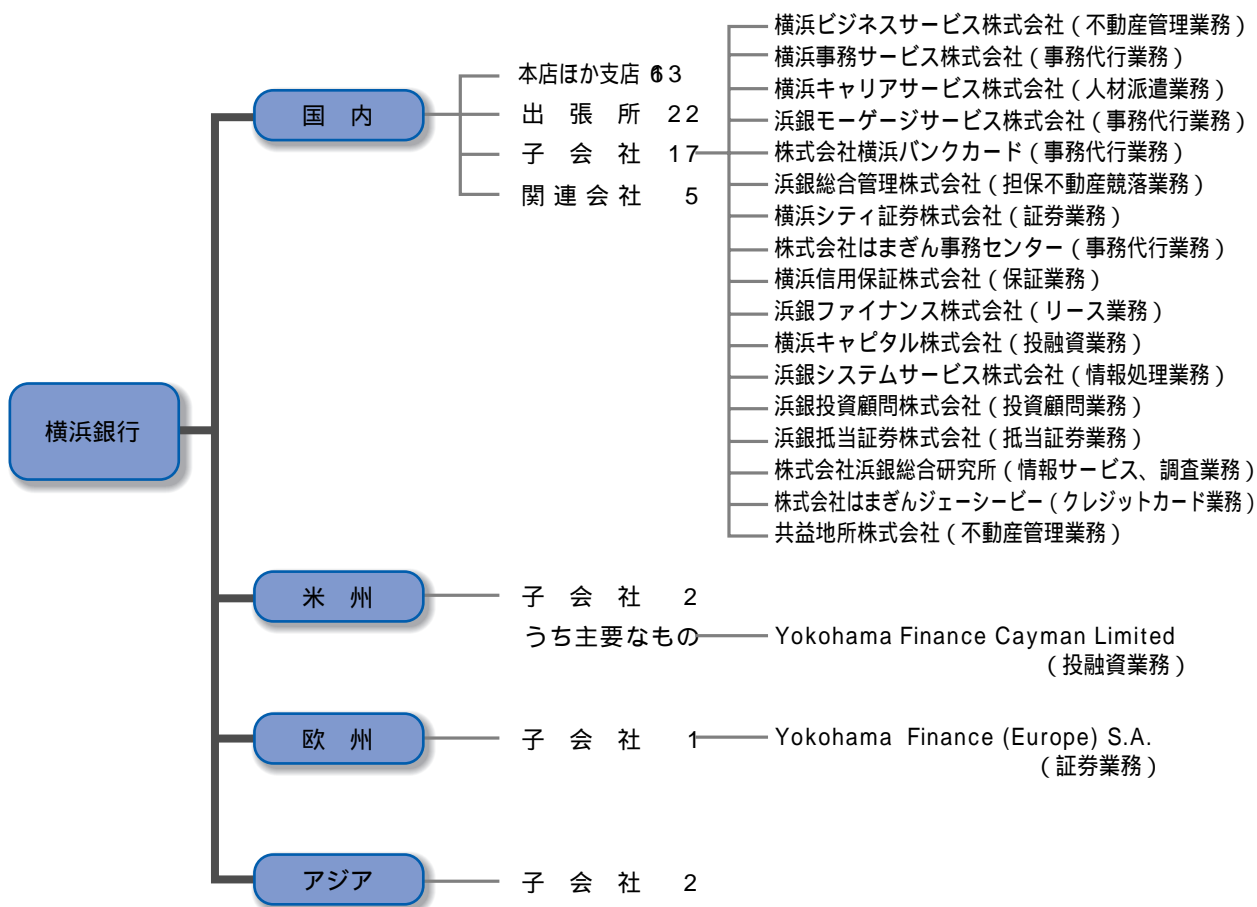 横浜銀行
国 内
本店ほか支店 163
出 張 所 22
子 会 社 17
関 連 会 社 5
横浜ビジネスサービス株式会社(不動産管理業務)
横浜事務サービス株式会社(事務代行業務)
横浜キャリアサービス株式会社(人材派遣業務)
浜銀モーゲージサービス株式会社(事務代行業務)
株式会社横浜バンクカード(事務代行業務)
浜銀総合管理株式会社(担保不動産競落業務)
横浜シティ証券株式会社(証券業務)
株式会社はまぎん事務センター(事務代行業務)
横浜信用保証株式会社(保証業務)
浜銀ファイナンス株式会社(リース業務)
横浜キャピタル株式会社(投融資業務)
浜銀システムサービス株式会社(情報処理業務)
浜銀投資顧問株式会社(投資顧問業務)
浜銀抵当証券株式会社(抵当証券業務)
株式会社浜銀総合研究所(情報サービス、調査業務)
株式会社はまぎんジェーシービー(クレジットカード業務)
共益地所株式会社(不動産管理業務)
米 州
子 会 社 2
うち主要なもの
Yokohama Finance Cayman Limited
(投融資業務)
欧 州
子 会 社 1
Yokohama Finance (Europe) S.A.
(証券業務)
アジア
子 会 社 2